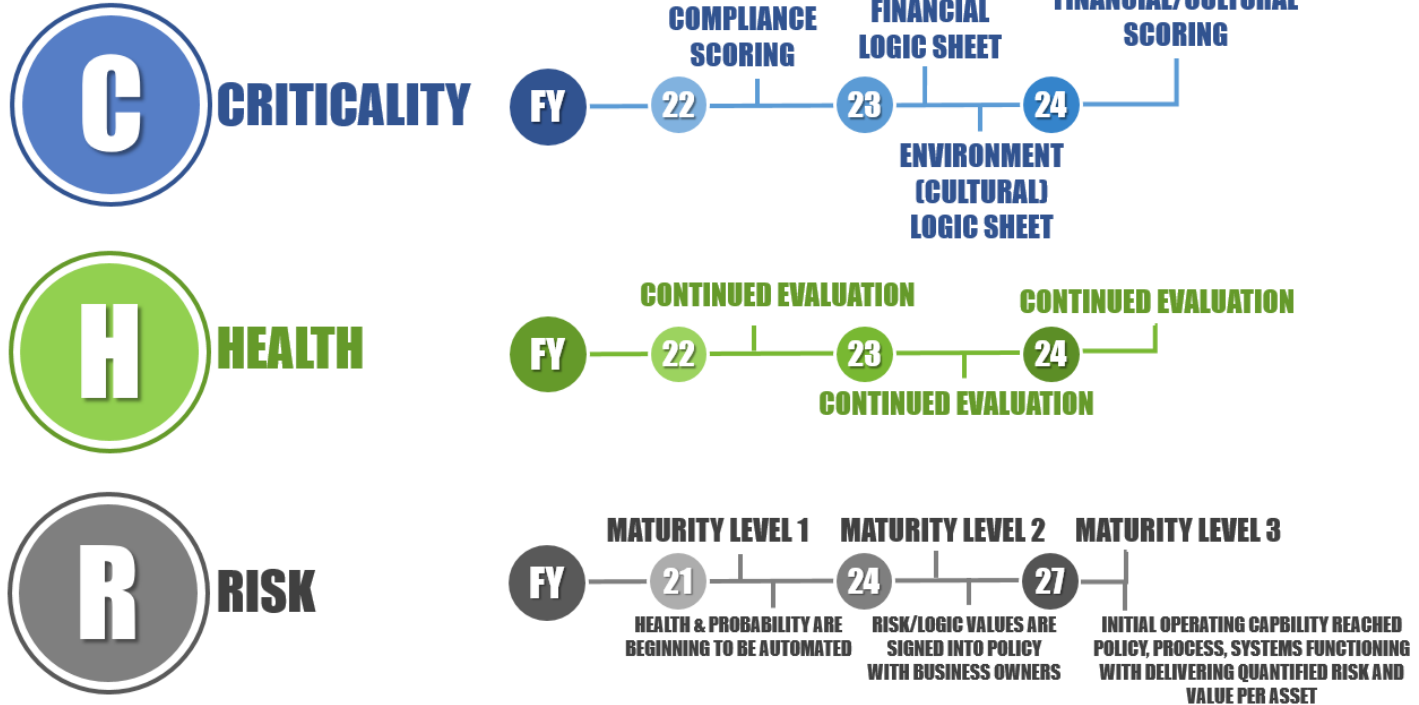 C
CRITICALITY
FY
22
23
24
COMPLIANCE
SCORING
FINANCIAL
LOGIC SHEET
ENVIRONMENT
(CULTURAL)
LOGIC SHEET
FINANCIAL/CULTURAL
SCORING
H
HEALTH
FY
22
23
24
CONTINUED EVALUATION
CONTINUED EVALUATION
CONTINUED EVALUATION
R
RISK
FY
21
24
27
MATURITY LEVEL 1
HEALTH & PROBABILITY ARE
BEGINNING TO BE AUTOMATED
MATURITY LEVEL 2
RISK/LOGIC VALUES ARE
SIGNED INTO POLICY
WITH BUSINESS OWNERS
MATURITY LEVEL 3
INITIAL OPERATING CAPBILITY REACHED
POLICY, PROCESS, SYSTEMS FUNCTIONING
WITH DELIVERING QUANTIFIED RISK AND
VALUE PER ASSET